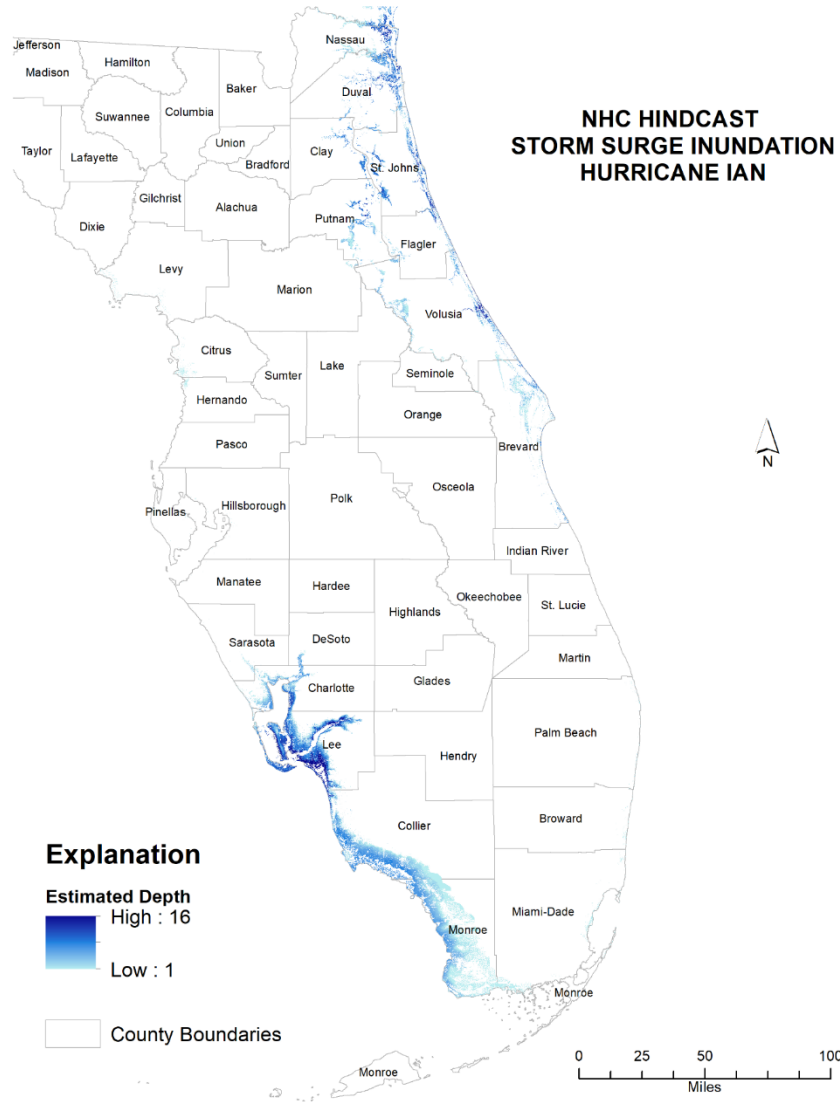 NHC HINDCAST
STORM SURGE INUNDATION
HURRICANE IAN
Nassau
Jefferson
Hamilton
Madison
Baker
Duval
Columbia
Suwannee
Union
Taylor
Clay
Lafayette
Bradford
St. Johns
Gilchrist
Alachua
Putnam
Dixie
Flagler
Levy
Marion
Volusia
Citrus
Lake
Sumter
Seminole
Hernando
Orange
Pasco
Brevard
Osceola
Polk
Hillsborough
Pinellas
Indian River
Manatee
Hardee
Okeechobee
Highlands
St. Lucie
Sarasota
DeSoto
Martin
Glades
Charlotte
Palm Beach
Lee
Hendry
Collier
Broward
Miami-Dade
Monroe
Monroe
Monroe
N
Explanation
Estimated Depth
High : 16
Low : 1
County Boundaries
0 25 50 100
Miles